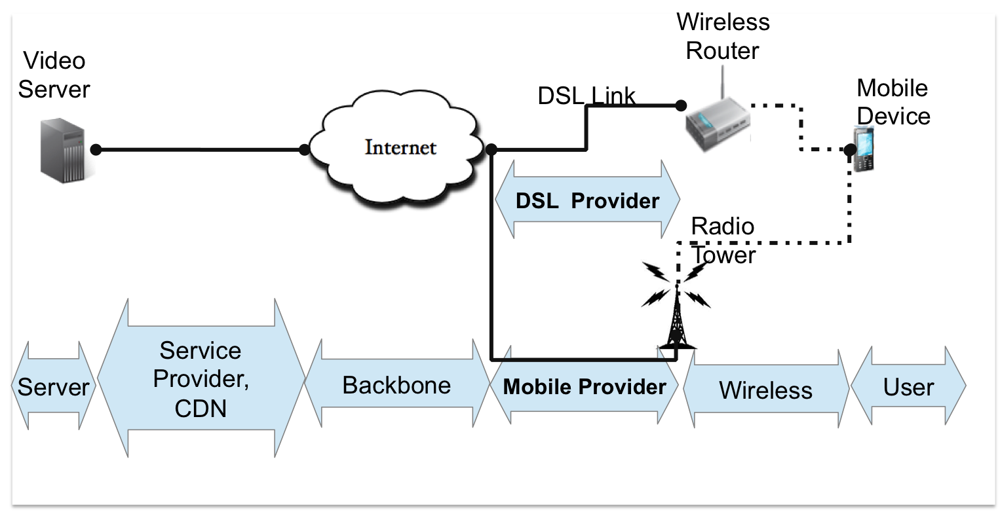 Wireless
Router
Video
Server
DSL Link
Mobile
Device
Internet
DSL  Provider
Radio
Tower
Service
Provider,
CDN
Server
Backbone
Mobile Provider
Wireless
User